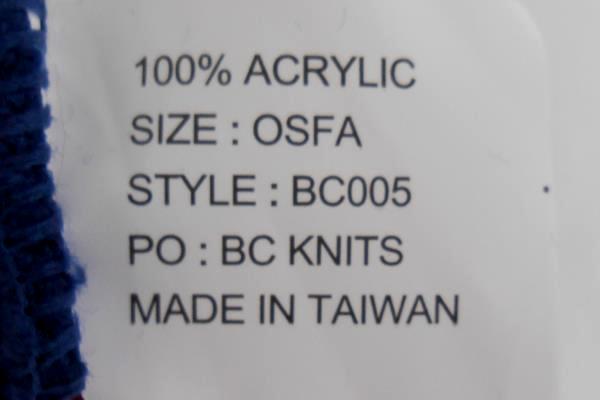 100% ACRYLIC
SIZE : OSFA
STYLE : BC005
PO : BC KNITS
MADE IN TAIWAN